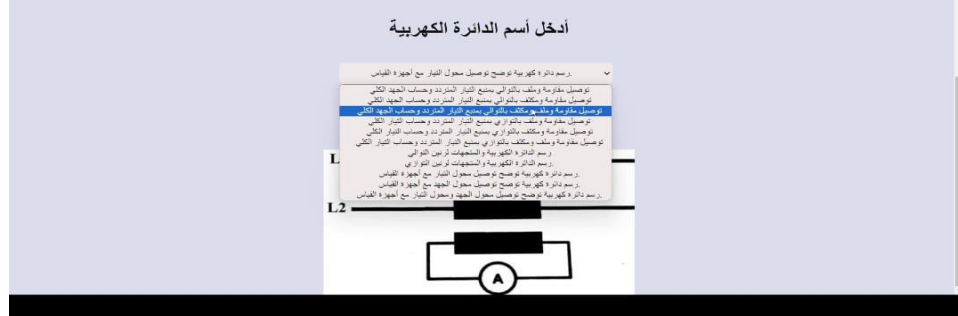 أدخل أسم الدائرة الكهربية
رسم دائرة كهربية توضح توصيل محول التيار مع أجهزة القياس.
توصيل مقاومة وملف بالتوالي بمنبع التيار المتردد وحساب الجهد الكلي
توصيل مقاومة ومكثف بالتوالي بمنبع التيار المتردد وحساب الجهد الكلي
توصيل مقاومة وملف ومكثف بالتوالي بمنبع التيار المتردد وحساب الجهد الكلي
توصيل مقاومة وملف بالتوازي بمنبع التيار المتردد وحساب التيار الكلي
توصيل مقاومة ومكثف بالتوازي بمنبع التيار المتردد وحساب التيار الكلي
توصيل مقاومة وملف ومكثف بالتوازي بمنبع التيار المتردد وحساب التيار الكلي
رسم الدائرة الكهربية والمتجهات لرنين التوالي
رسم الدائرة الكهربية والمتجهات لرنين التوازي.
رسم دائرة كهربية توضح توصيل محول التيار مع أجهزة القياس.
رسم دائرة كهربية توضح توصيل محول الجهد مع أجهزة القياس.
رسم دائرة كهربية توضح توصيل محول الجهد ومحول التيار مع أجهزة القياس.
L
L2
A